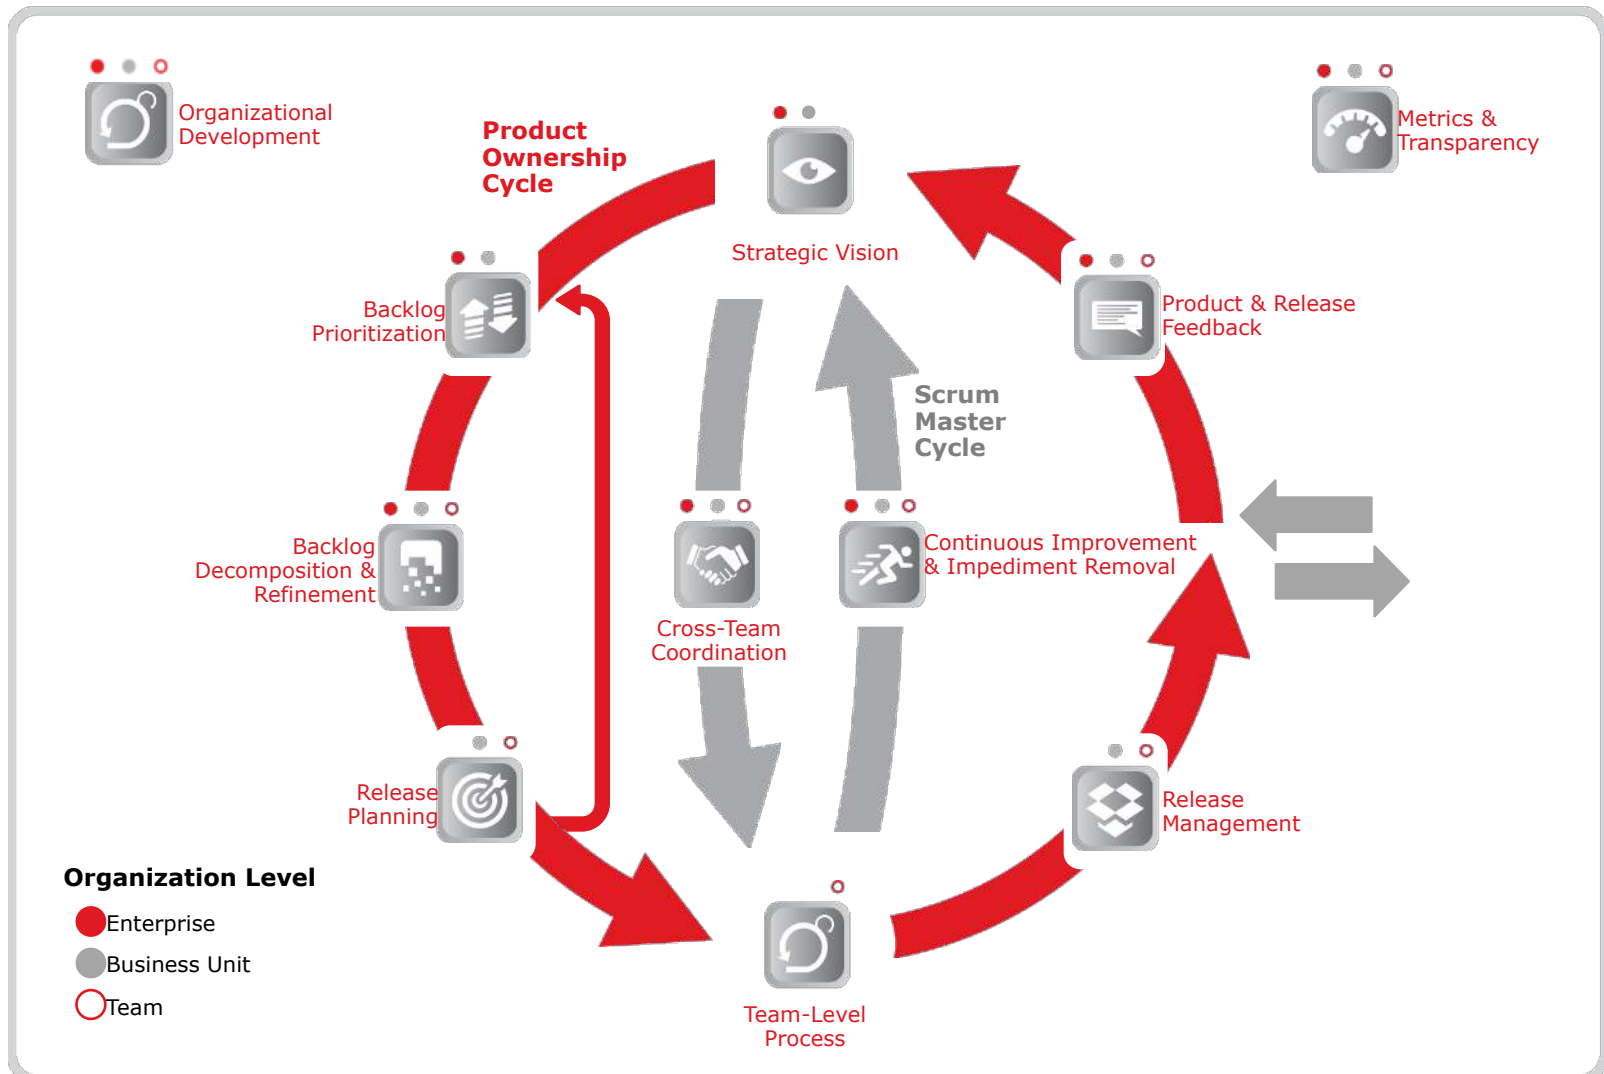 Organizational
Development
Metrics &
Transparency
Product
Ownership
Cycle
Strategic Vision
Backlog
Prioritization
Product & Release
Feedback
Scrum
Master
Cycle
Backlog
Decomposition &
Refinement
Continuous Improvement
& Impediment Removal
Cross-Team
Coordination
Release
Planning
Release
Management
Organization Level
Enterprise
Business Unit
Team
Team-Level
Process